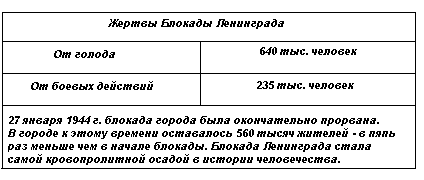 Жертвы Блокады Ленинграда
От голода 640 тыс. человек
От боевых действий 235 тыс. человек
27 января 1944 г. блокада города была окончательно прорвана.
В городе к этому времени оставалось 560 тысяч жителей - в пять
раз меньше чем в начале блокады. Блокада Ленинграда стала
самой кровопролитной осадой в истории человечества.